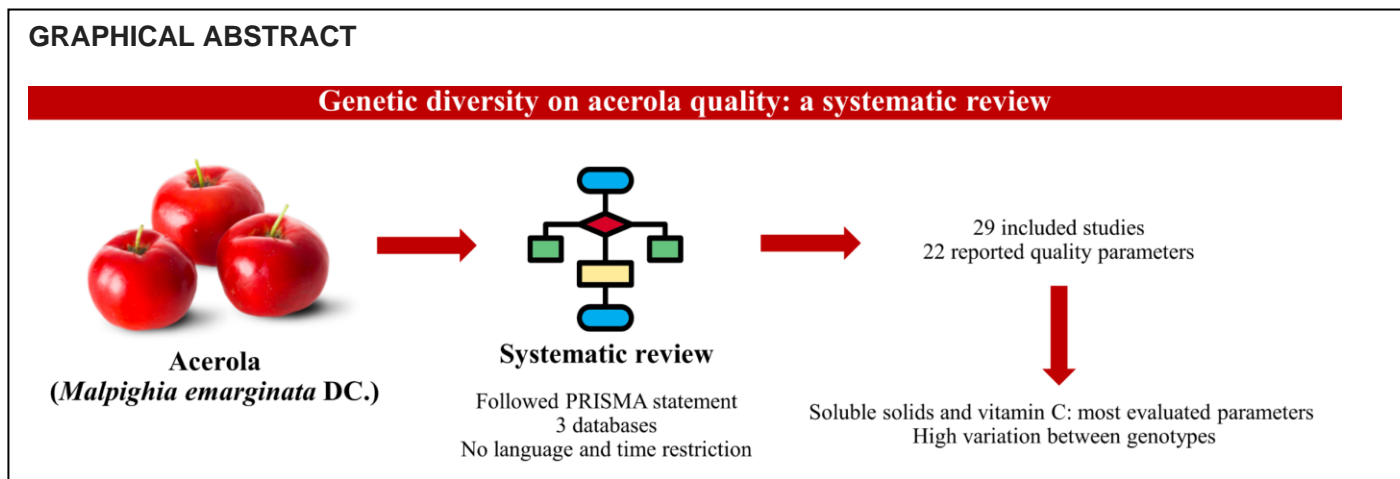 GRAPHICAL ABSTRACT
Genetic diversity on acerola quality: a systematic review
Acerola
(Malpighia emarginata DC.)
Systematic review
Followed PRISMA statement
3 databases
No language and time restriction
29 included studies
22 reported quality parameters
Soluble solids and vitamin C: most evaluated parameters
High variation between genotypes